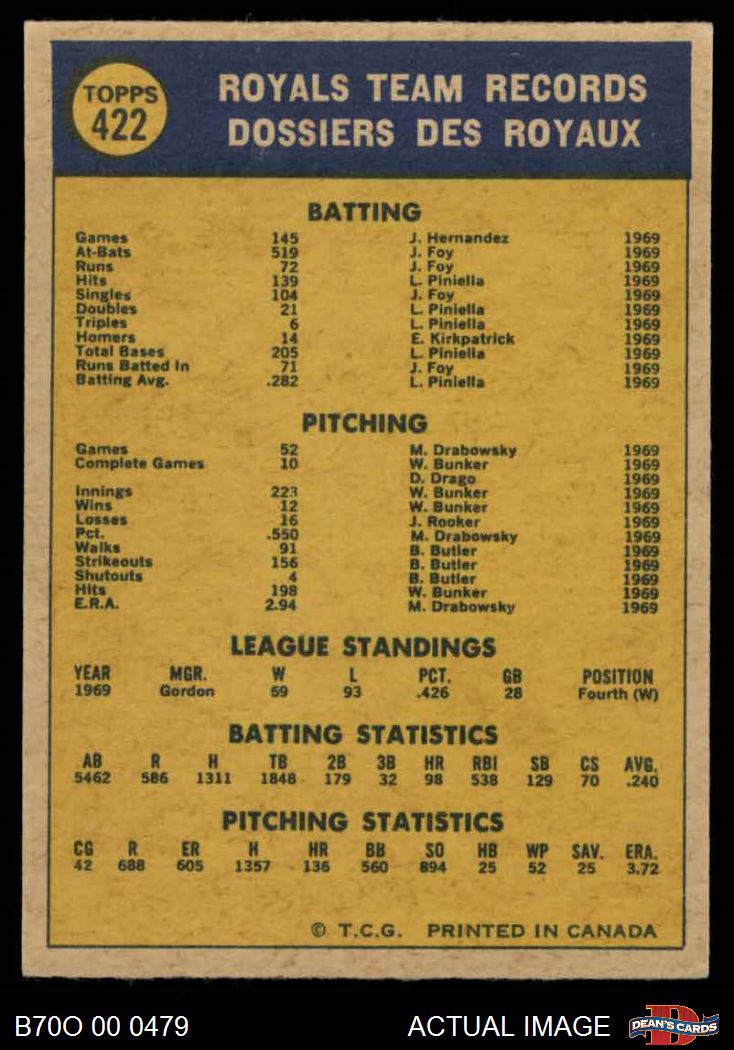 TOPPS
422
ROYALS TEAM RECORDS
DOSSIERS DES ROYAUX
BATTING
Games 145 J. Hernandez 1969
At-Bats 519 J. Foy 1969
Runs 72 J. Foy 1969
Hits 139 L. Piniella 1969
Singles 104 J. Foy 1969
Doubles 21 L. Piniella 1969
Triples 6 L. Piniella 1969
Homers 14 E. Kirkpatrick 1969
Total Bases 205 L. Piniella 1969
Runs Batted In 71 J. Foy 1969
Batting Avg. .282 L. Piniella 1969
PITCHING
Games 52 M. Drabowsky 1969
Complete Games 10 W. Bunker 1969
D. Drago 1969
Innings 223 W. Bunker 1969
Wins 12 W. Bunker 1969
Losses 16 J. Rooker 1969
Pct. .550 M. Drabowsky 1969
Walks 91 B. Butler 1969
Strikeouts 156 B. Butler 1969
Shutouts 4 B. Butler 1969
Hits 198 W. Bunker 1969
E.R.A. 2.94 M. Drabowsky 1969
LEAGUE STANDINGS
YEAR MGR. W L PCT. GB POSITION
1969 Gordon 69 93 .426 28 Fourth (W)
BATTING STATISTICS
AB R H TB 2B 3B HR RBI SB CS AVG.
5462 586 1311 1848 179 32 98 538 129 70 .240
PITCHING STATISTICS
CG R ER H HR BB SO HB WP SAV. ERA.
42 688 605 1357 136 560 894 25 52 25 3.72
© T.C.G. PRINTED IN CANADA
B70O 00 0479 ACTUAL IMAGE D DEAN'S CARDS